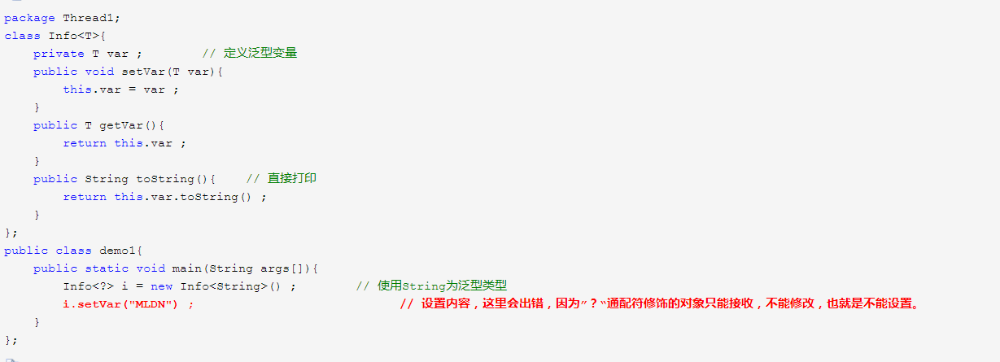 package Thread1;
class Info<T>{
    private T var ;        // 定义泛型变量
    public void setVar(T var){
        this.var = var ;
    }
    public T getVar(){
        return this.var ;
    }
    public String toString(){    // 直接打印
        return this.var.toString() ;
    }
};
public class demo1{
    public static void main(String args[]){
        Info<?> i = new Info<String>() ;        // 使用String为泛型类型
        i.setVar("MLDN") ;                            // 设置内容，这里会出错，因为”？“通配符修饰的对象只能接收，不能修改，也就是不能设置。
    }
};